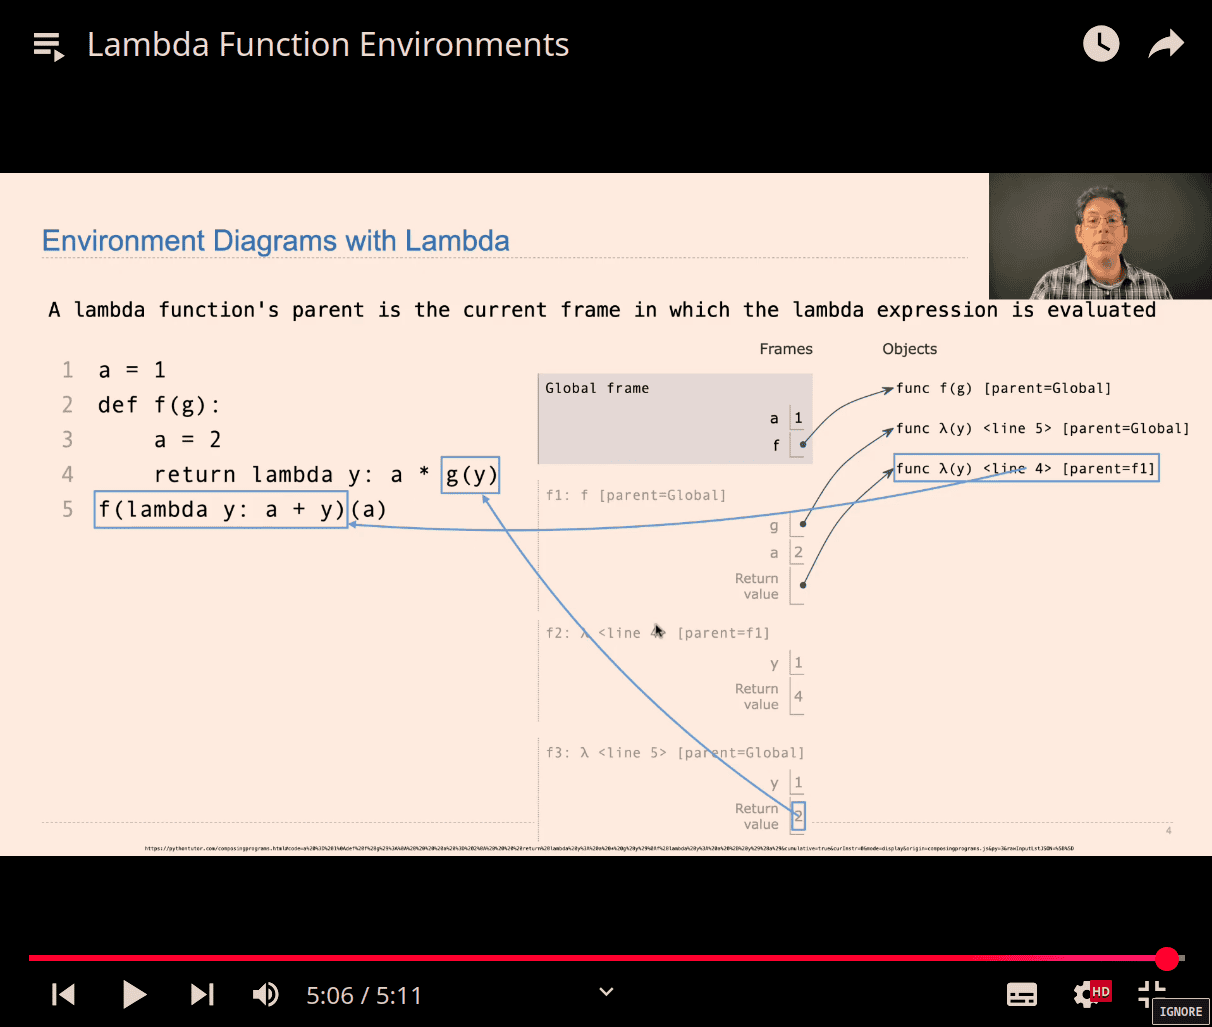 Lambda Function Environments
Environment Diagrams with Lambda
A lambda function's parent is the current frame in which the lambda expression is evaluated
1 a = 1
2 def f(g):
3 a = 2
4 return lambda y: a * g(y)
5 f(lambda y: a + y)(a)
Frames Objects
Global frame
a 1
f
func f(g) [parent=Global]
func λ(y) <line 5> [parent=Global]
func λ(y) <line 4> [parent=f1]
f1: f [parent=Global]
g
a 2
Return
value
f2: λ <line 4> [parent=f1]
y 1
Return
value 4
f3: λ <line 5> [parent=Global]
y 1
Return
value 2
4
5:06 / 5:11
HD
IGNORE